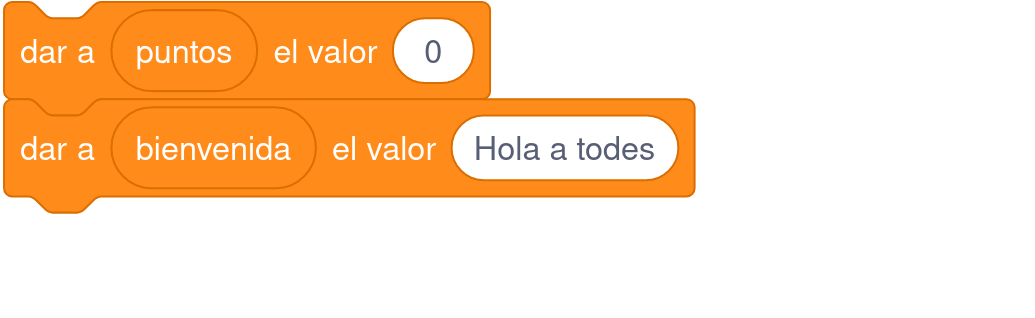 dar a puntos el valor 0
dar a bienvenida el valor Hola a todes